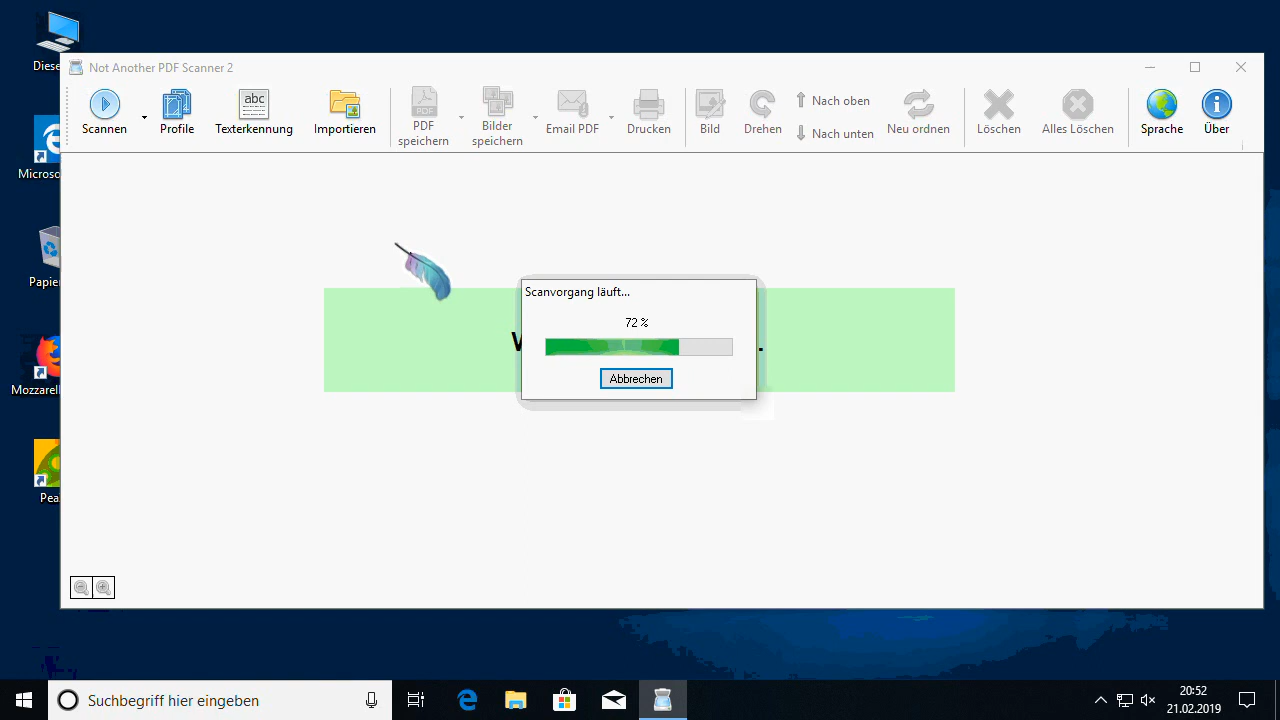 Diese
Not Another PDF Scanner 2
Scannen
Profile
abc
Texterkennung
Importieren
PDF
PDF speichern
Bilder speichern
Email PDF
Drucken
Bild
Drehen
Nach oben
Nach unten
Neu ordnen
Löschen
Alles Löschen
Sprache
Über
Microso
Papier
Mozzarell
Pea
Scanvorgang läuft...
72 %
Abbrechen
Suchbegriff hier eingeben
20:52
21.02.2019